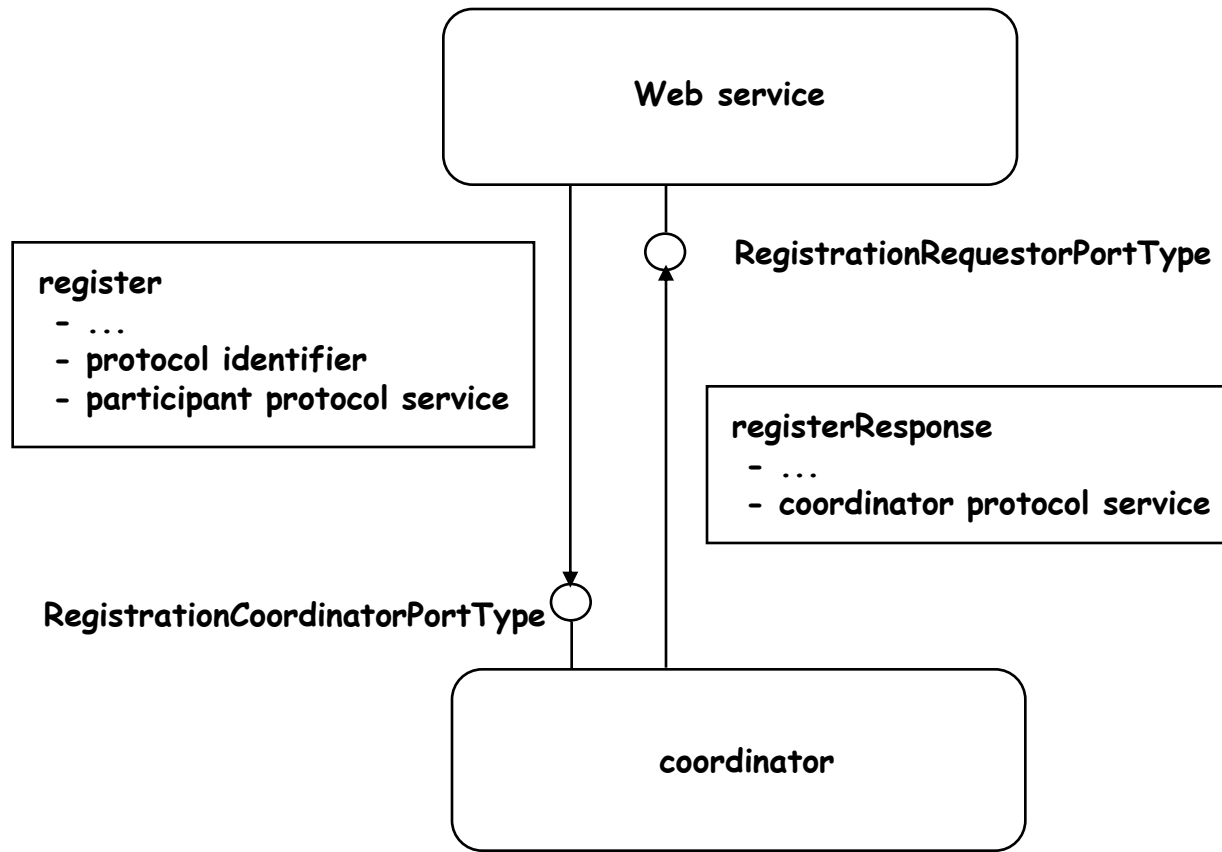 Web service
RegistrationRequestorPortType
register
- ...
- protocol identifier
- participant protocol service
registerResponse
- ...
- coordinator protocol service
RegistrationCoordinatorPortType
coordinator